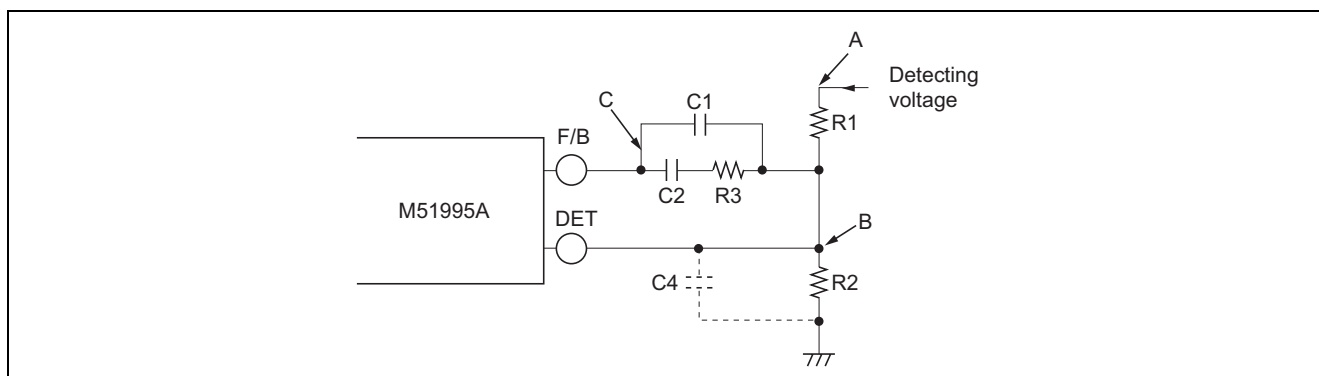 A
Detecting
voltage
C
C1
R1
F/B
C2
R3
M51995A
DET
B
C4
R2